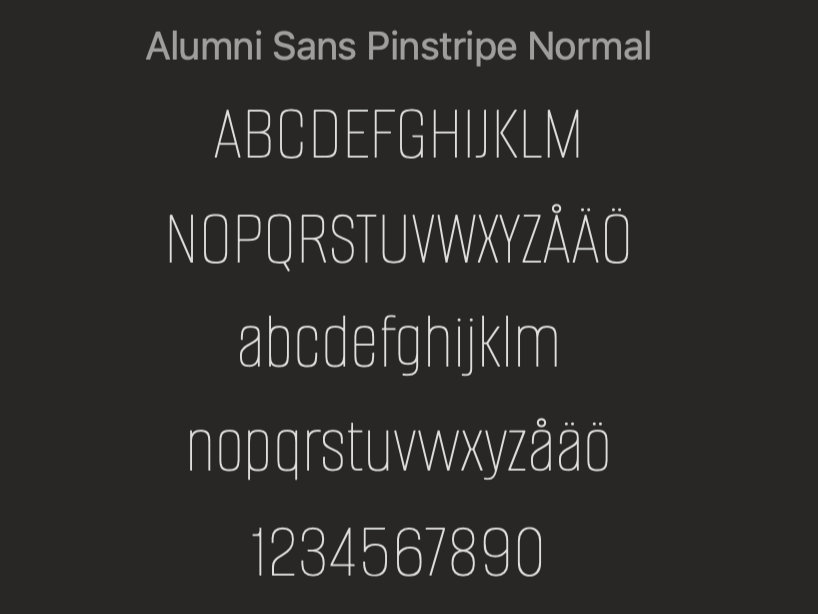 Alumni Sans Pinstripe Normal
ABCDEFGHIJKLM
NOPQRSTUVWXYZÅÄÖ
abcdefghijklm
nopqrstuvwxyzåäö
1234567890